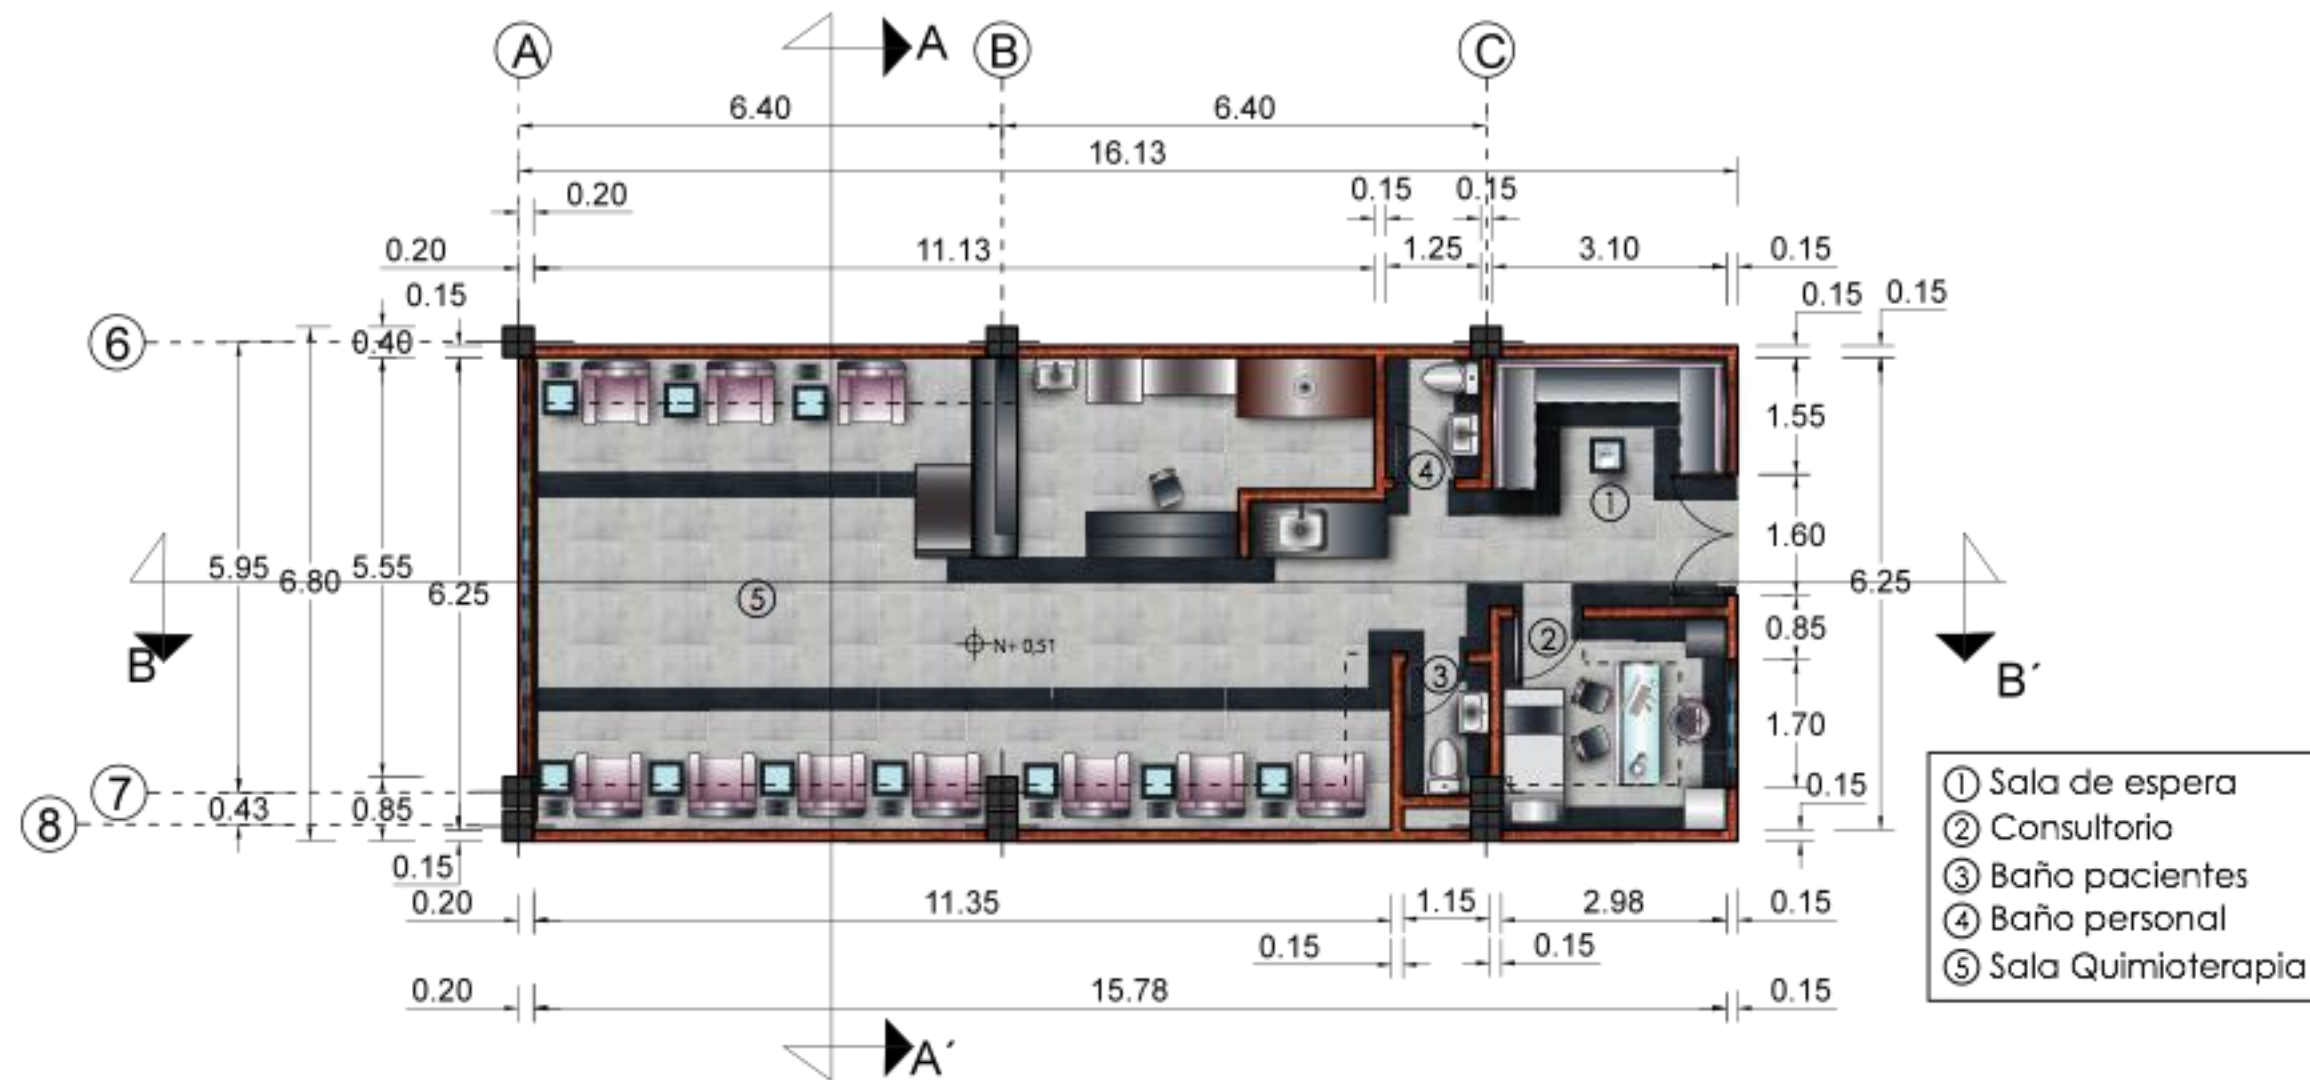 A A B C
6.40 6.40
16.13
0.20 0.15 0.15
0.20 11.13 1.25 3.10 0.15
0.15 0.15 0.15
6 0.40
1.55
4
1
1.60
5.95 6.80 5.55 6.25 5 6.25
2 0.85
B´ N+ 0,51 3 B´
1.70
7 0.15
8 0.43 0.85
0.15
0.20 11.35 1.15 2.98 0.15
0.15 0.15
0.20 15.78 0.15
A´
1 Sala de espera
2 Consultorio
3 Baño pacientes
4 Baño personal
5 Sala Quimioterapia